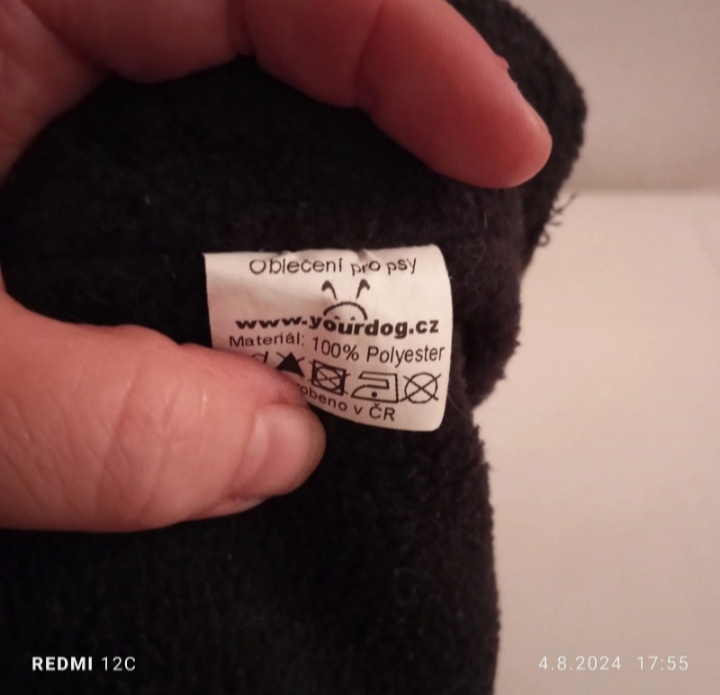 Oblečení pro psy
www.yourdog.cz
Materiál: 100% Polyester
v ČR
REDMI 12C
4.8.2024 17:55